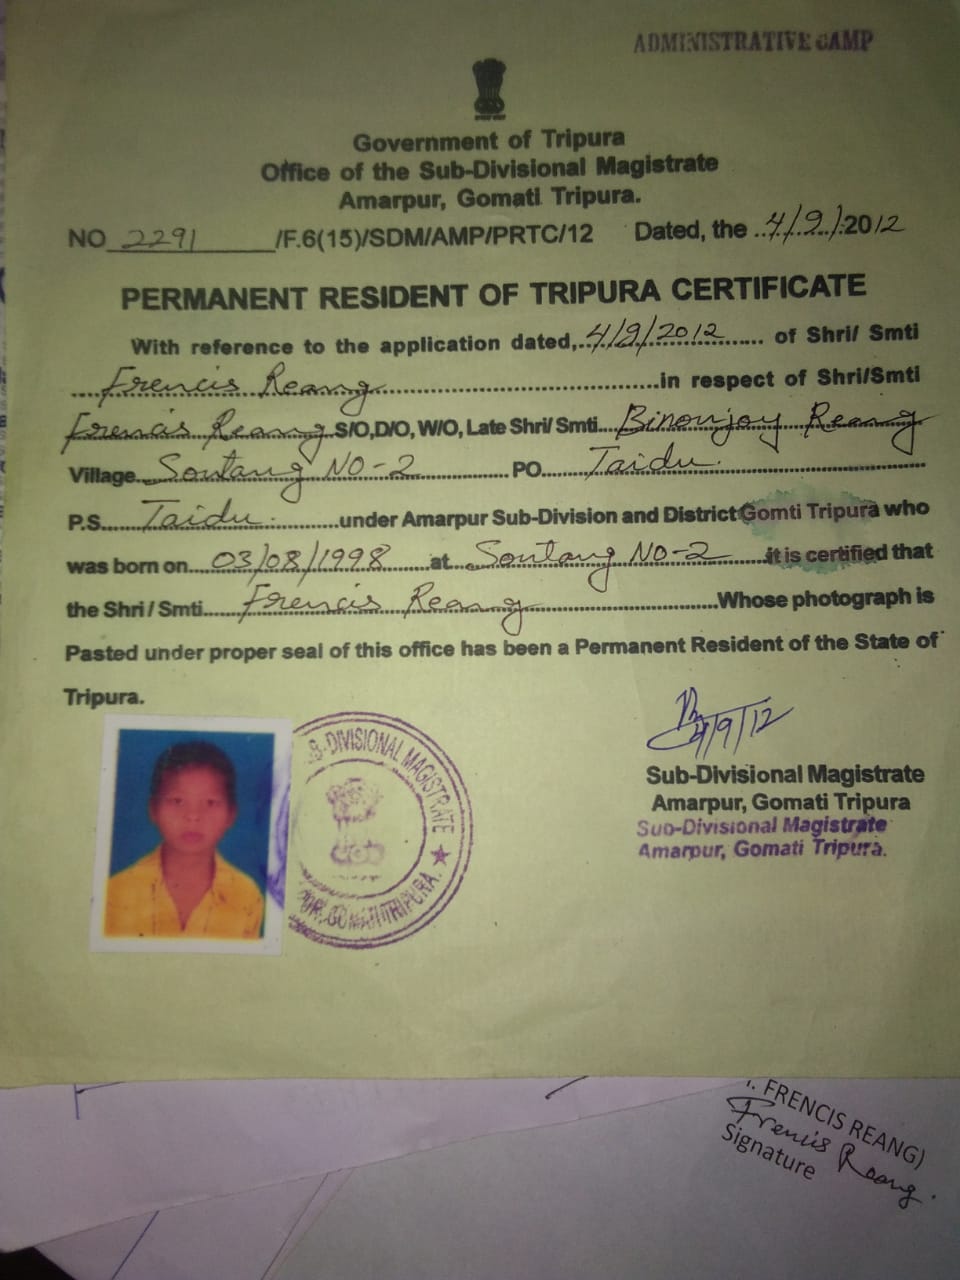 ADMINISTRATIVE CAMP
Government of Tripura
Office of the Sub-Divisional Magistrate
Amarpur, Gomati Tripura.
NO 2291 /F.6(15)/SDM/AMP/PRTC/12 Dated, the 4/9/2012
PERMANENT RESIDENT OF TRIPURA CERTIFICATE
With reference to the application dated, 4/9/2012 of Shri/ Smti
Frencis Reang in respect of Shri/Smti
Frencis Reang S/O,D/O, W/O, Late Shri/ Smti Binonjoy Reang
Village Sontang NO-2 PO Taidu.
P.S. Taidu. under Amarpur Sub-Division and District Gomti Tripura who
was born on 03/08/1998 at Sontang NO-2 it is certified that
the Shri / Smti Frencis Reang Whose photograph is
Pasted under proper seal of this office has been a Permanent Resident of the State of
Tripura.
4/9/12
Sub-Divisional Magistrate
Amarpur, Gomati Tripura
Sub-Divisional Magistrate
Amarpur, Gomati Tripura.
B-DIVISIONAL MAGISTRATE
PUR, GOMATI TRIPURA.
FRENCIS REANG)
Frencis Reang.
Signature